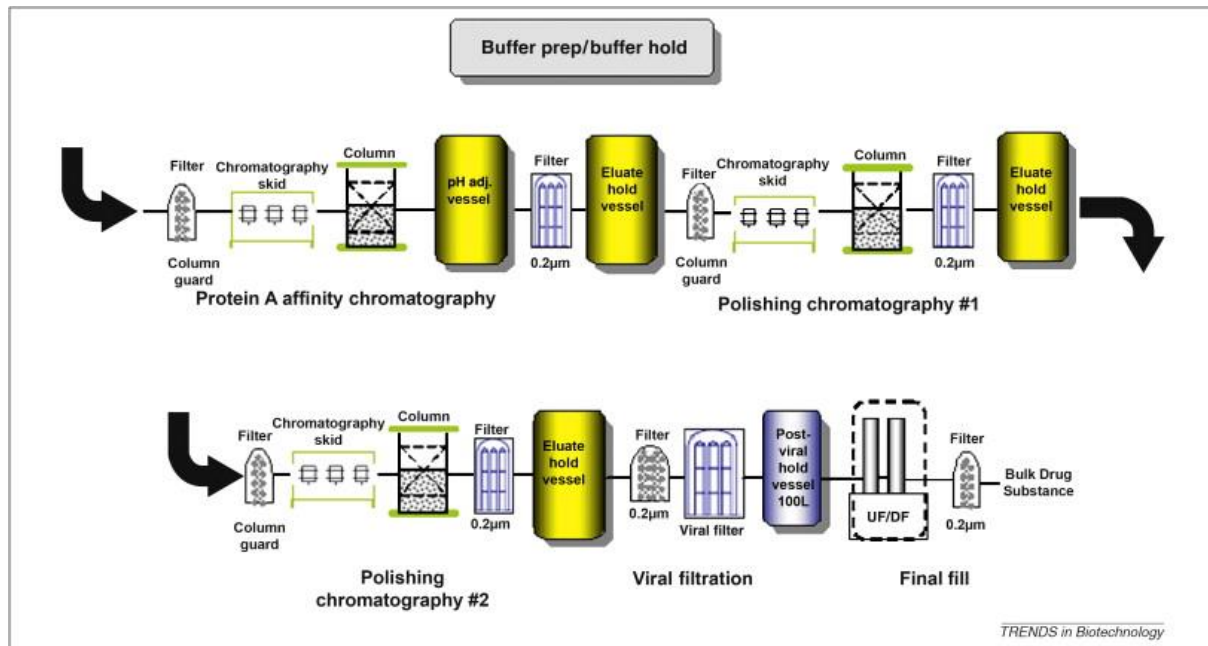 Buffer prep/buffer hold
Filter
Chromatography
skid
Column
pH adj.
vessel
Filter
Eluate
hold
vessel
Filter
Chromatography
skid
Column
Filter
Eluate
hold
vessel
Column
guard
0.2µm
Column
guard
0.2µm
Protein A affinity chromatography
Polishing chromatography #1
Filter
Chromatography
skid
Column
Filter
Eluate
hold
vessel
Filter
Post-
viral
hold
vessel
100L
Filter
Bulk Drug
Substance
Column
guard
0.2µm
0.2µm
Viral filter
UF/DF
0.2µm
Polishing
chromatography #2
Viral filtration
Final fill
TRENDS in Biotechnology